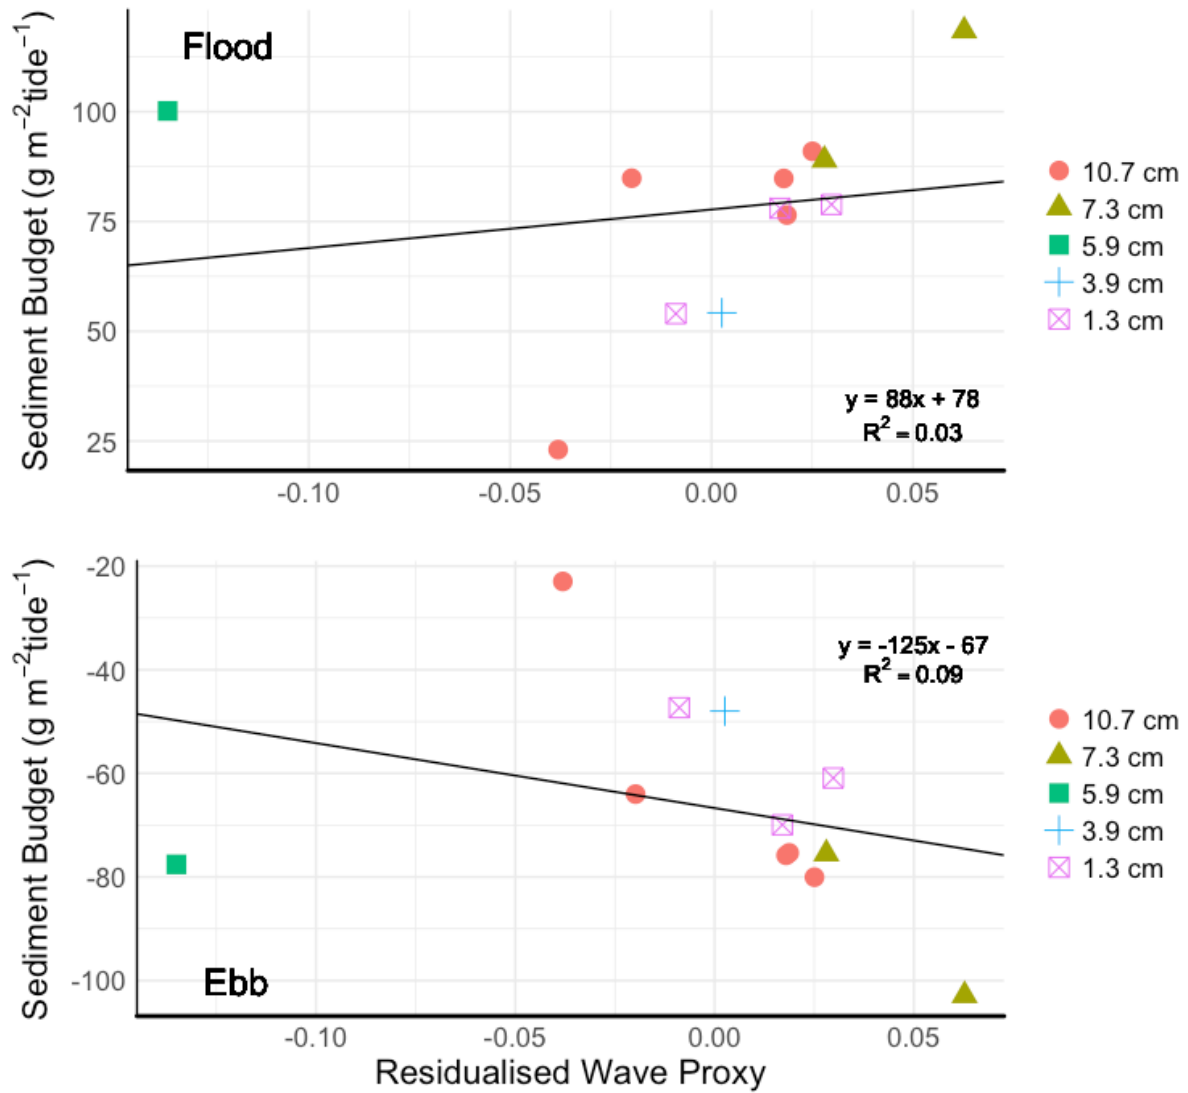 Flood
Sediment Budget (g m⁻²tide⁻¹)
100
75
50
25
y = 88x + 78
R² = 0.03
-0.10 -0.05 0.00 0.05
10.7 cm
7.3 cm
5.9 cm
3.9 cm
1.3 cm
Sediment Budget (g m⁻²tide⁻¹)
-20
-40
-60
-80
-100
y = -125x - 67
R² = 0.09
Ebb
-0.10 -0.05 0.00 0.05
Residualised Wave Proxy
10.7 cm
7.3 cm
5.9 cm
3.9 cm
1.3 cm